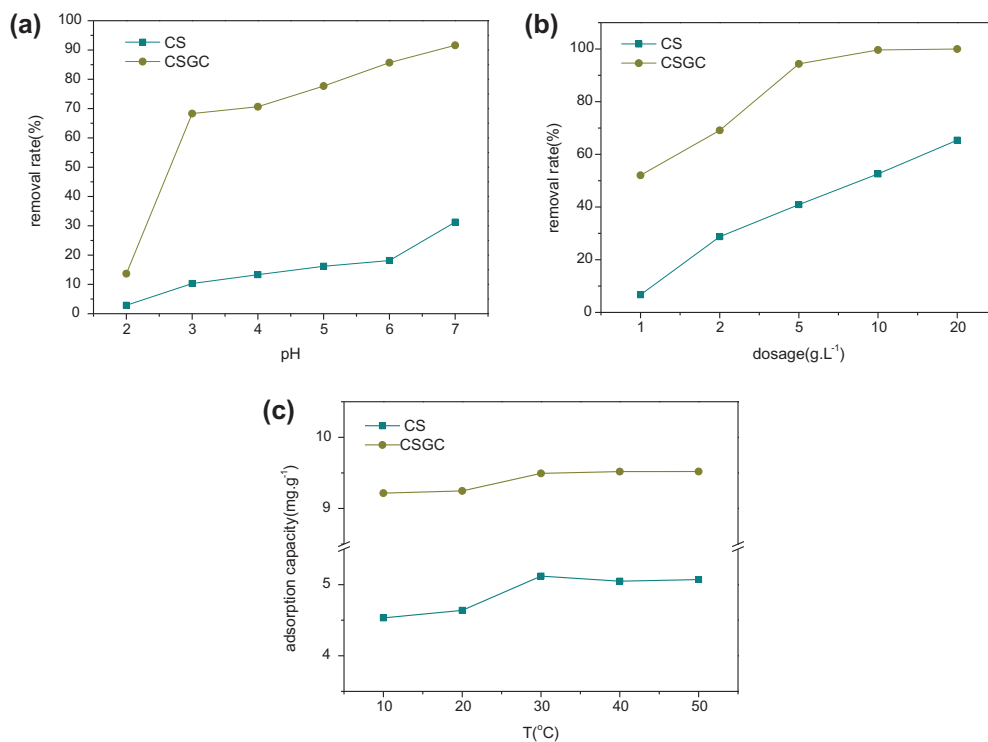 (a)
CS
CSGC
removal rate(%)
100
90
80
70
60
50
40
30
20
10
0
2 3 4 5 6 7
pH
(b)
CS
CSGC
removal rate(%)
100
80
60
40
20
0
1 2 5 10 20
dosage(g.L⁻¹)
(c)
CS
CSGC
adsorption capacity(mg.g⁻¹)
10
9
5
4
10 20 30 40 50
T(°C)